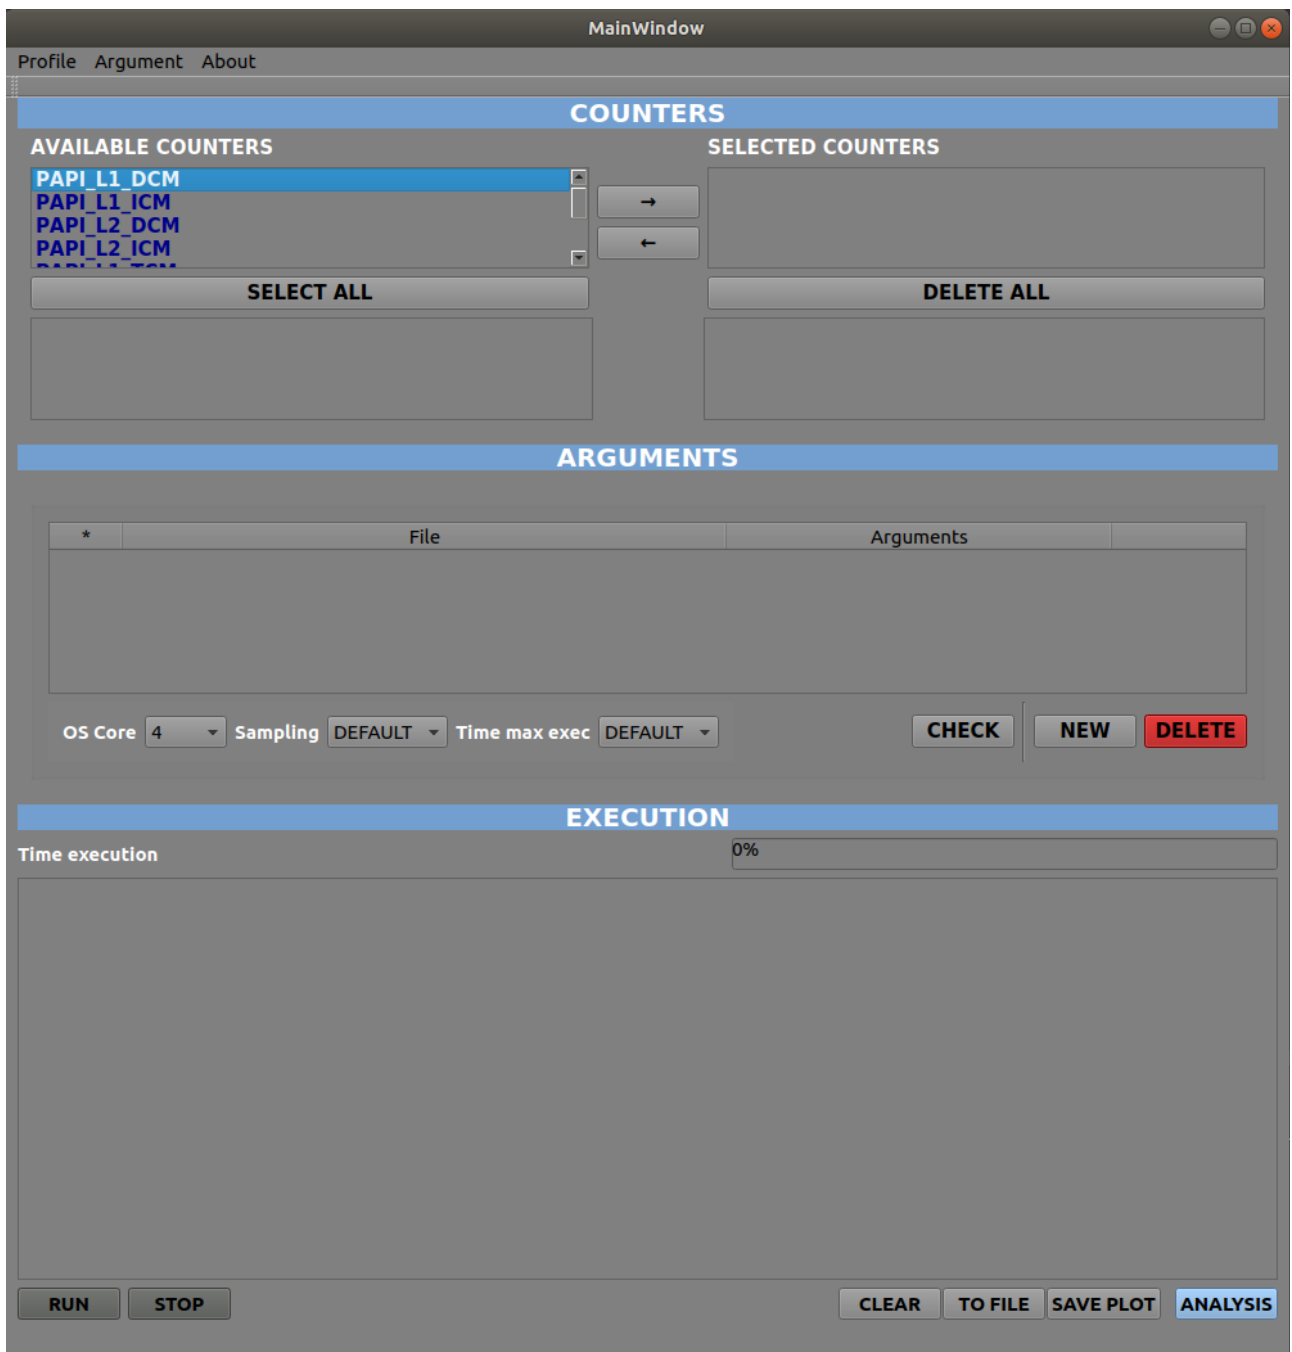 MainWindow
Profile Argument About
COUNTERS
AVAILABLE COUNTERS
SELECTED COUNTERS
PAPI_L1_DCM
PAPI_L1_ICM
PAPI_L2_DCM
PAPI_L2_ICM
→
←
SELECT ALL
DELETE ALL
ARGUMENTS
* File Arguments
OS Core 4 Sampling DEFAULT Time max exec DEFAULT CHECK NEW DELETE
EXECUTION
Time execution 0%
RUN STOP CLEAR TO FILE SAVE PLOT ANALYSIS